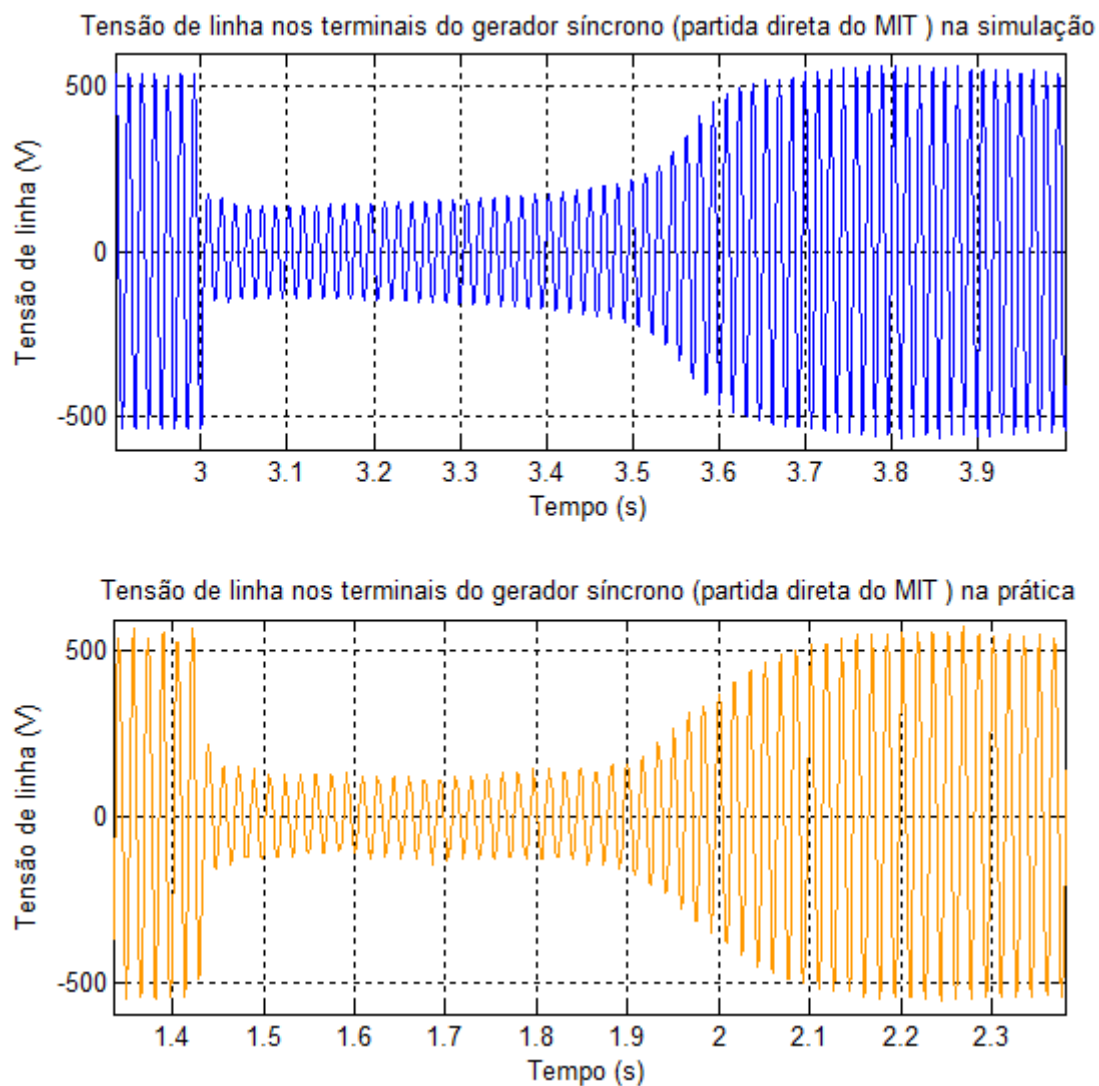 Tensão de linha nos terminais do gerador síncrono (partida direta do MIT ) na simulação
Tensão de linha (V)
500
0
-500
3 3.1 3.2 3.3 3.4 3.5 3.6 3.7 3.8 3.9
Tempo (s)
Tensão de linha nos terminais do gerador síncrono (partida direta do MIT ) na prática
Tensão de linha (V)
500
0
-500
1.4 1.5 1.6 1.7 1.8 1.9 2 2.1 2.2 2.3
Tempo (s)